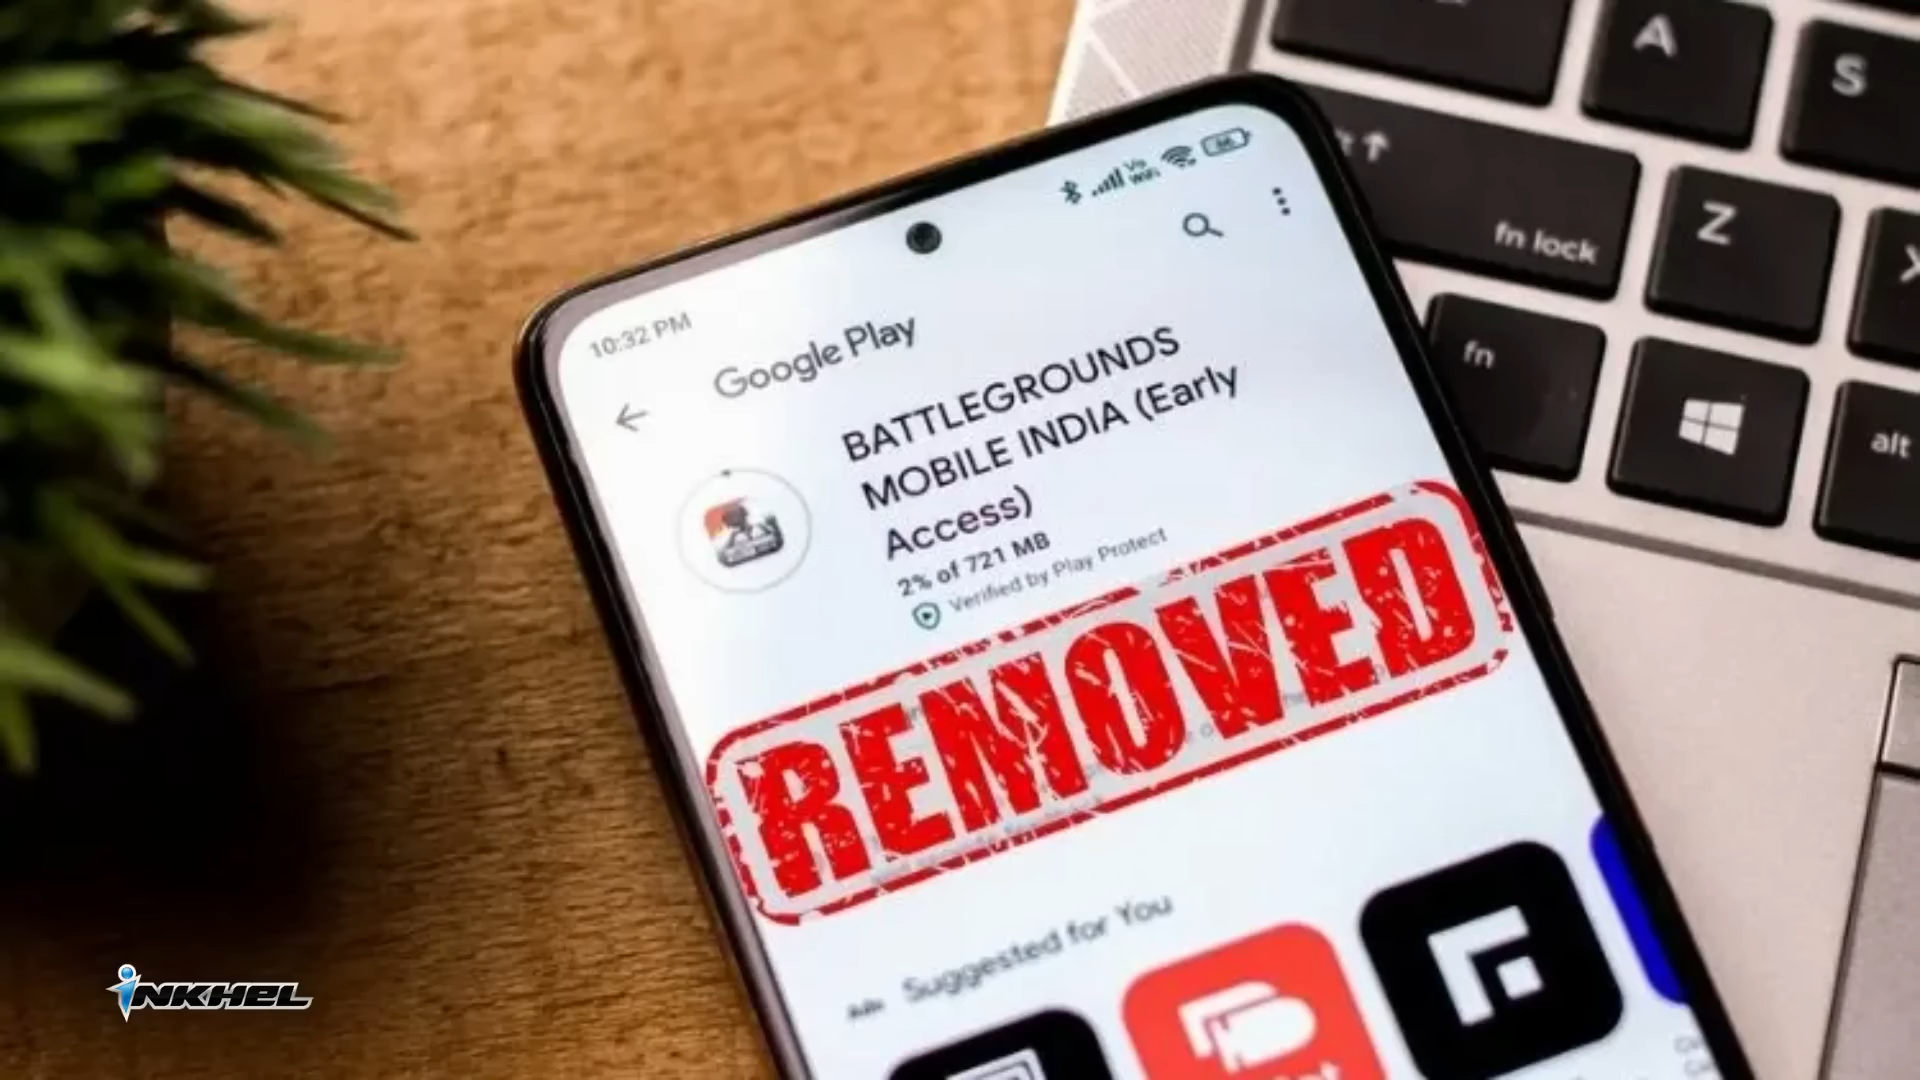 10:32 PM
Google Play
BATTLEGROUNDS
MOBILE INDIA (Early
Access)
2% of 721 MB
Verified by Play Protect
REMOVED
Suggested for You
A
S
fn lock
Z
fn
alt
iNKHEL